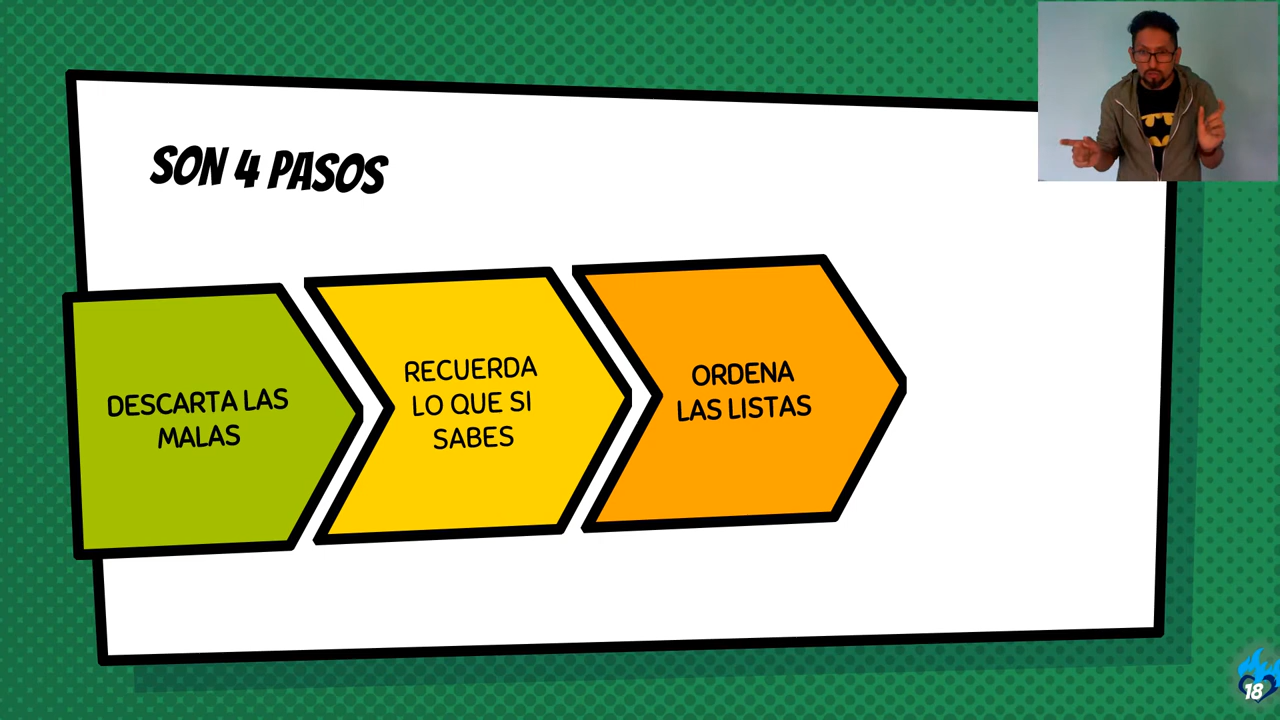 SON 4 PASOS
DESCARTA LAS
MALAS
RECUERDA
LO QUE SI
SABES
ORDENA
LAS LISTAS
18